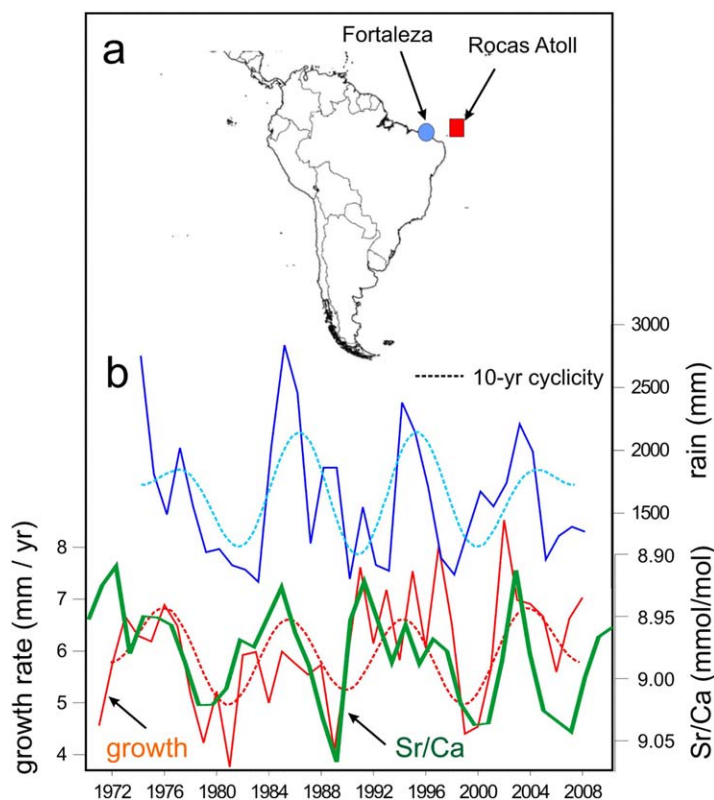 a
Fortaleza
Rocas Atoll
b
10-yr cyclicity
3000
2500
2000
1500
rain (mm)
8
7
6
5
4
growth rate (mm / yr)
8.90
8.95
9.00
9.05
Sr/Ca (mmol/mol)
growth
Sr/Ca
1972 1976 1980 1984 1988 1992 1996 2000 2004 2008